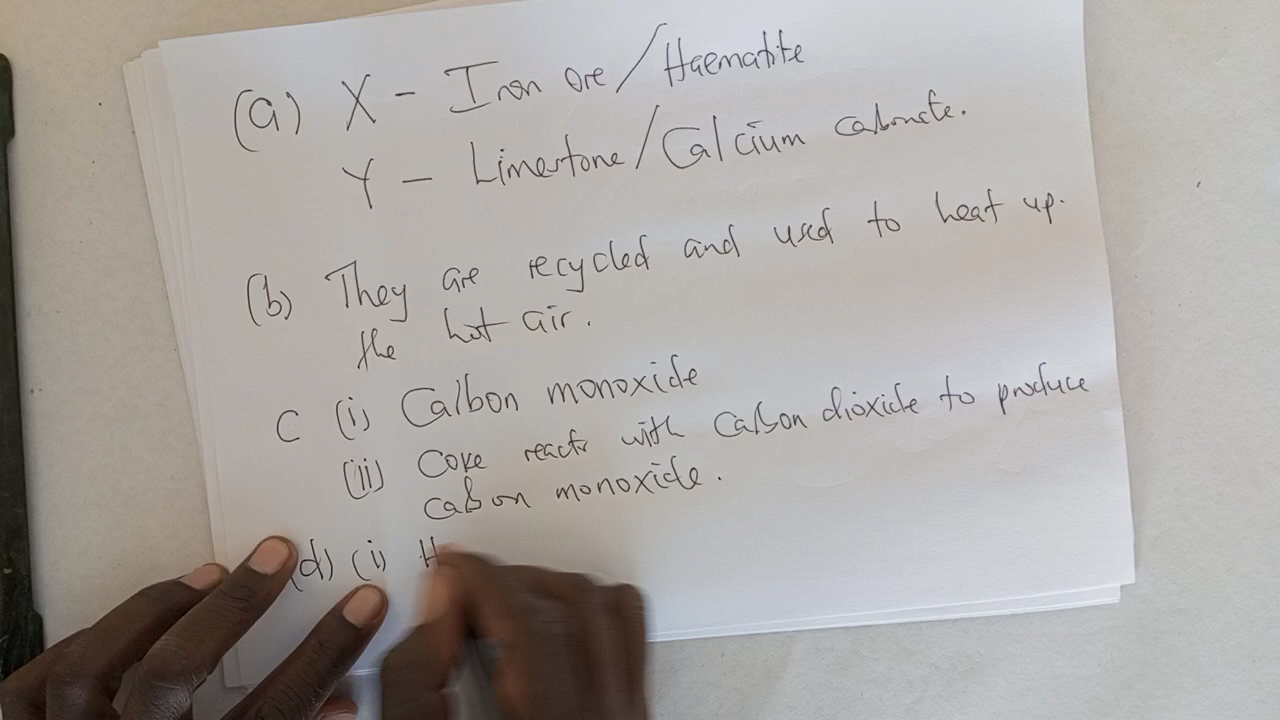 (a) X - Iron ore/Haematite
Y - Limestone/Calcium carbonate.
(b) They are recycled and used to heat up.
the hot air.
C (i) Carbon monoxide
(ii) Coke reacts with Carbon dioxide to produce
carbon monoxide.
(d) (i) H